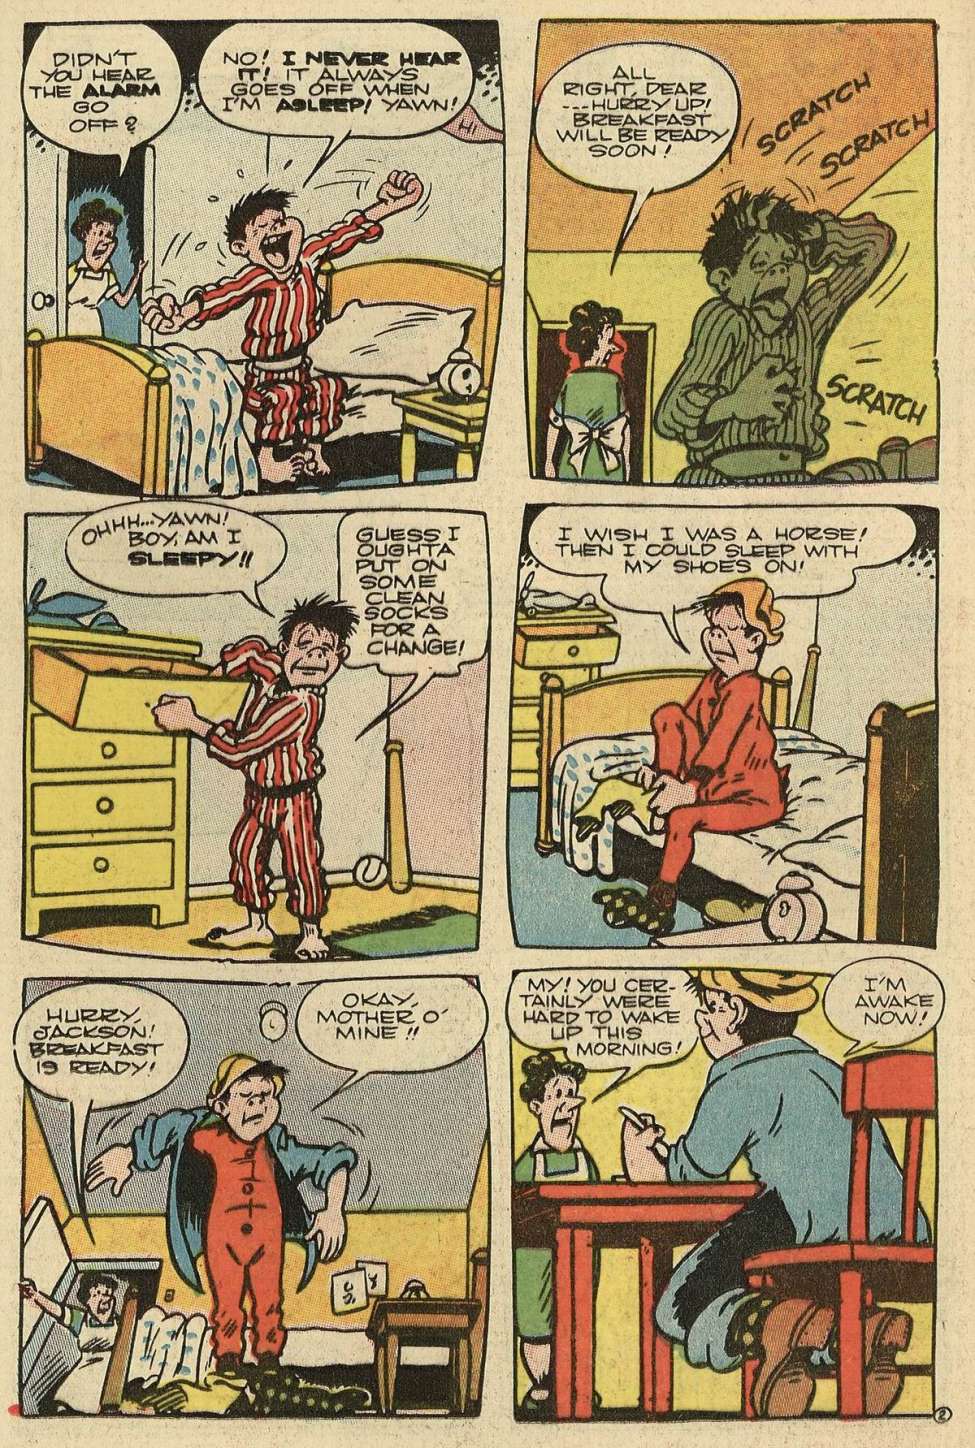 DIDN'T
YOU HEAR
THE ALARM
GO
OFF?
NO! I NEVER HEAR
IT! IT ALWAYS
GOES OFF WHEN
I'M ASLEEP! YAWN!
41
ALL
RIGHT, DEAR
---HURRY UP!
BREAKFAST
WILL BE READY
SOON!
SCRATCH
SCRATCH
SCRATCH
OHHH...YAWN!
BOY, AM I
SLEEPY!!
GUESS I
OUGHTA
PUT ON
SOME
CLEAN
SOCKS
FOR A
CHANGE!
I WISH I WAS A HORSE!
THEN I COULD SLEEP WITH
MY SHOES ON!
HURRY,
JACKSON!
BREAKFAST
IS READY!
OKAY,
MOTHER O'
MINE!!
MY! YOU CER-
TAINLY WERE
HARD TO WAKE
UP THIS
MORNING!
I'M
AWAKE
NOW!
2